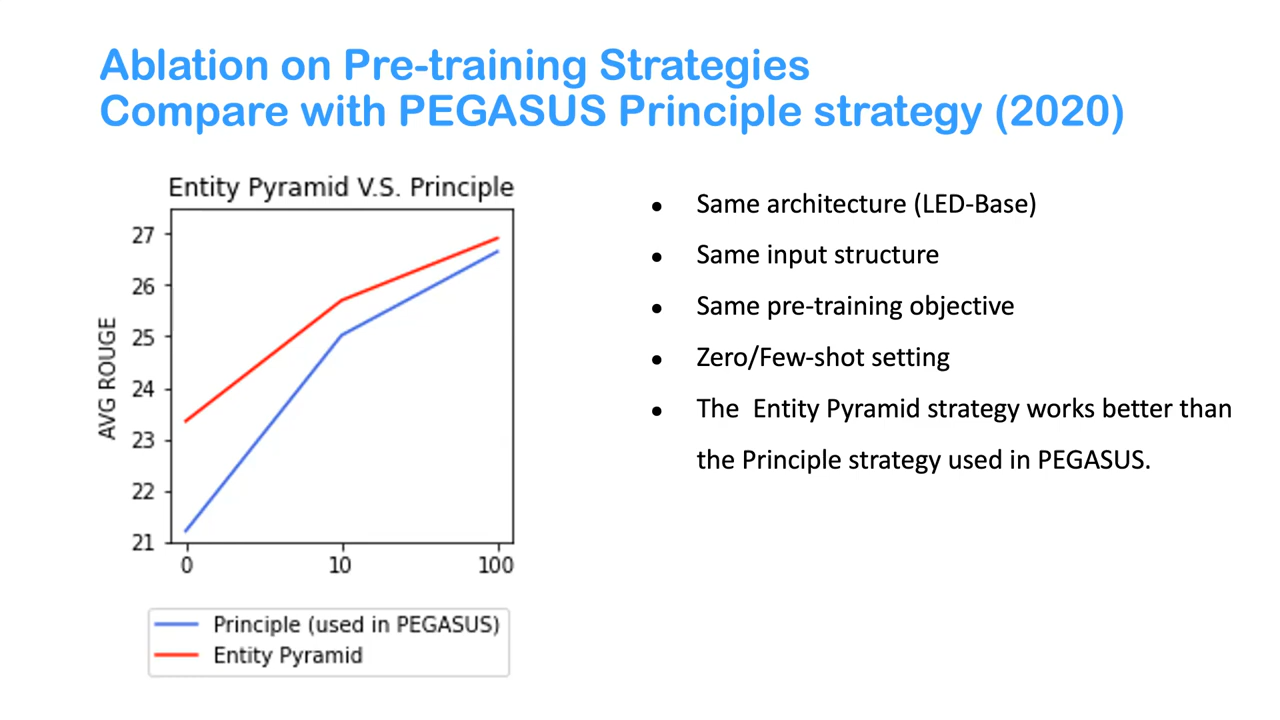 Ablation on Pre-training Strategies
Compare with PEGASUS Principle strategy (2020)
Entity Pyramid V.S. Principle
27
26
25
24
23
22
21
AVG ROUGE
0 10 100
Principle (used in PEGASUS)
Entity Pyramid
• Same architecture (LED-Base)
• Same input structure
• Same pre-training objective
• Zero/Few-shot setting
• The Entity Pyramid strategy works better than
the Principle strategy used in PEGASUS.